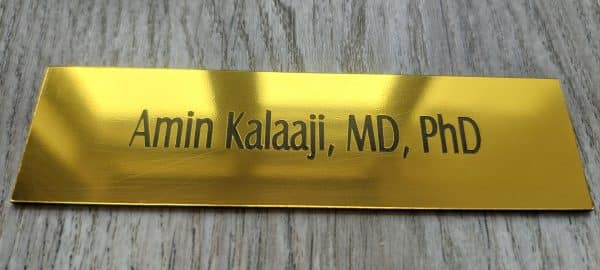 Amin Kalaaji, MD, PhD